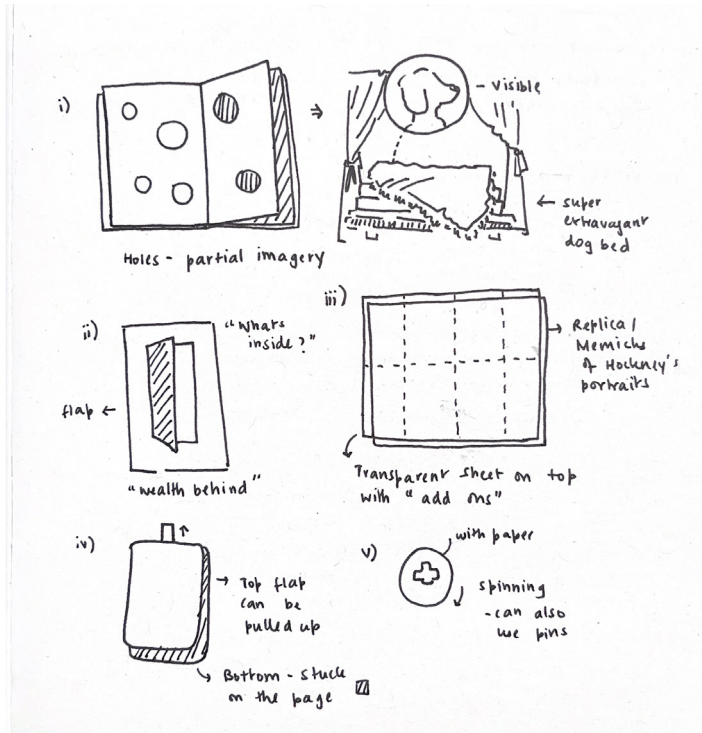 i)
- visible
← super
extravagant
dog bed
Holes - partial imagery
ii)
"Whats
inside?"
flap ←
"wealth behind"
iii)
→ Replica/
Memichs
of Hockney's
portraits
Transparent sheet on top
with "add ons"
iv)
→ Top flap
can be
pulled up
Bottom - stuck
on the page
v)
with paper
spinning
- can also
use pins